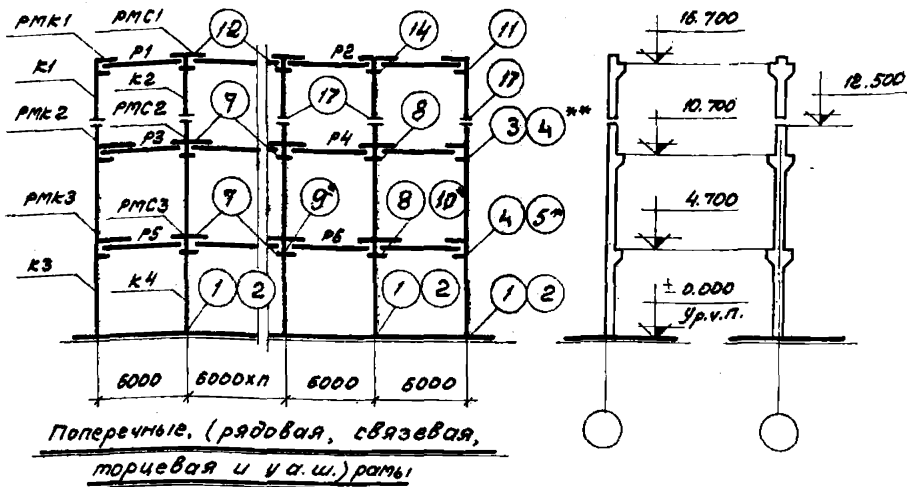 РМК1
РМС1
12
14
11
Р1
Р2
К1
К2
17
17
РМК2
РМС2
7
8
3 4**
Р3
Р4
РМК3
РМС3
7
9*
8 10*
4 5*
Р5
Р6
К3
К4
1 2
1 2
1 2
6000
6000хп
6000
6000
16.700
12.500
10.700
4.700
± 0.000
Ур.ч.п.
Поперечные. (рядовая, связевая,
торцевая и у а.ш.) рамы